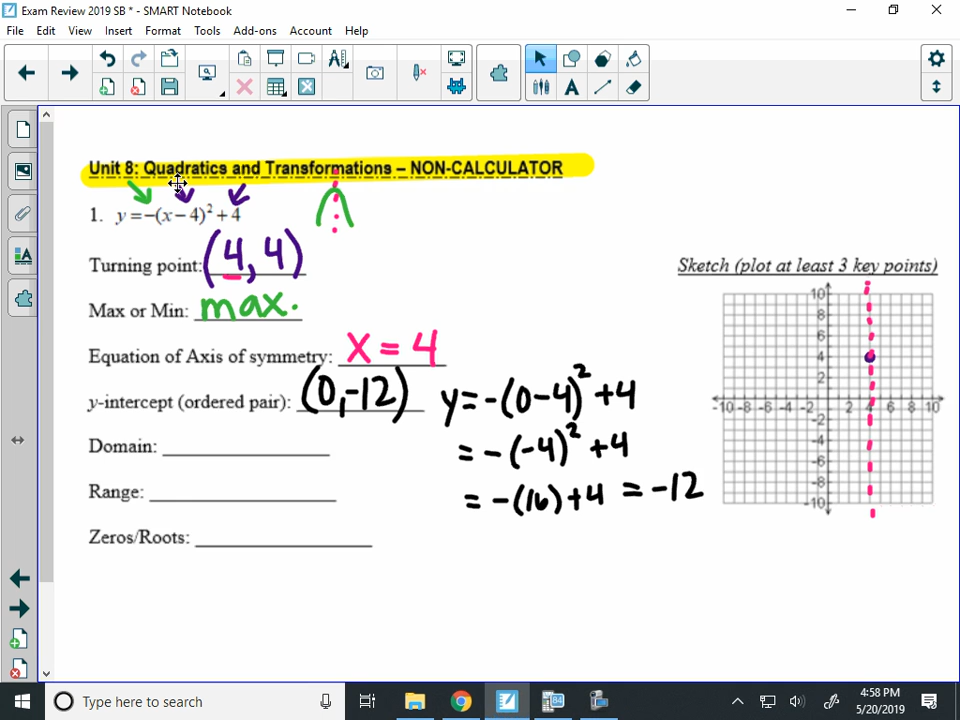 Exam Review 2019 SB * - SMART Notebook
File Edit View Insert Format Tools Add-ons Account Help
Unit 8: Quadratics and Transformations – NON-CALCULATOR
1. y = –(x – 4)² + 4
Turning point: (4, 4)
Sketch (plot at least 3 key points)
Max or Min: max.
Equation of Axis of symmetry: x = 4
y-intercept (ordered pair): (0, -12) y = -(0-4)² + 4
= -(-4)² + 4
= -(16) + 4 = -12
Domain:
Range:
Zeros/Roots:
10
8
6
4
2
-10 -8 -6 -4 -2 2 4 6 8 10
-2
-4
-6
-8
-10
Type here to search
84
4:58 PM
5/20/2019